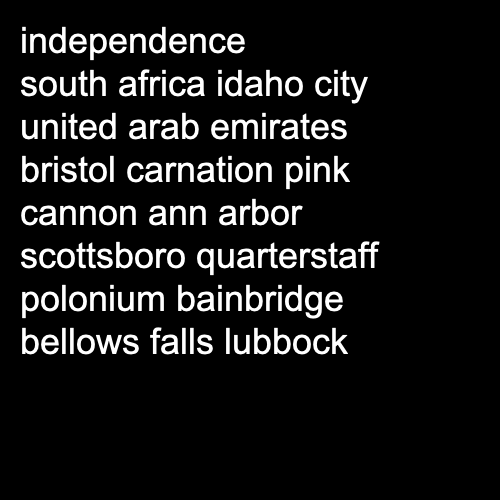 independence
south africa idaho city
united arab emirates
bristol carnation pink
cannon ann arbor
scottsboro quarterstaff
polonium bainbridge
bellows falls lubbock